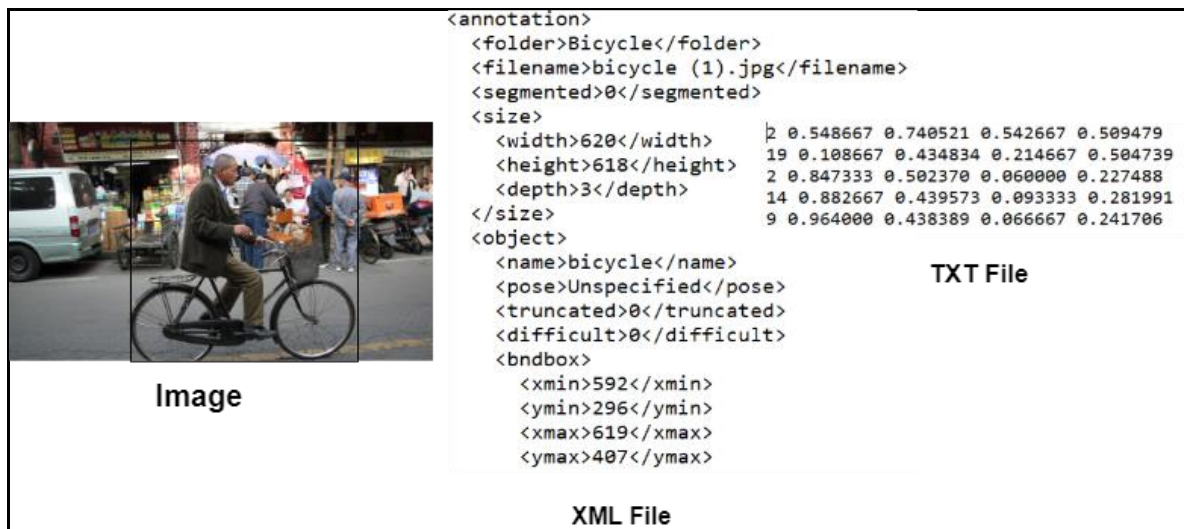 <annotation>
<folder>Bicycle</folder>
<filename>bicycle (1).jpg</filename>
<segmented>0</segmented>
<size>
<width>620</width>
<height>618</height>
<depth>3</depth>
</size>
<object>
<name>bicycle</name>
<pose>Unspecified</pose>
<truncated>0</truncated>
<difficult>0</difficult>
<bndbox>
<xmin>592</xmin>
<ymin>296</ymin>
<xmax>619</xmax>
<ymax>407</ymax>
XML File
2 0.548667 0.740521 0.542667 0.509479
19 0.108667 0.434834 0.214667 0.504739
2 0.847333 0.502370 0.060000 0.227488
14 0.882667 0.439573 0.093333 0.281991
9 0.964000 0.438389 0.066667 0.241706
TXT File
Image